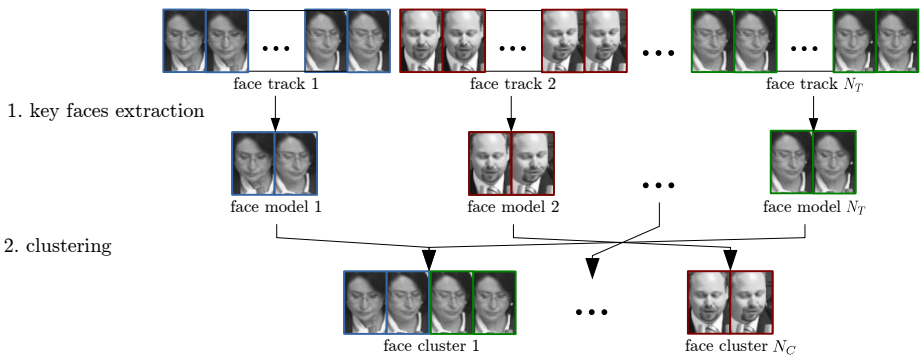 face track 1
face track 2
face track N_T
1. key faces extraction
face model 1
face model 2
face model N_T
2. clustering
face cluster 1
face cluster N_C